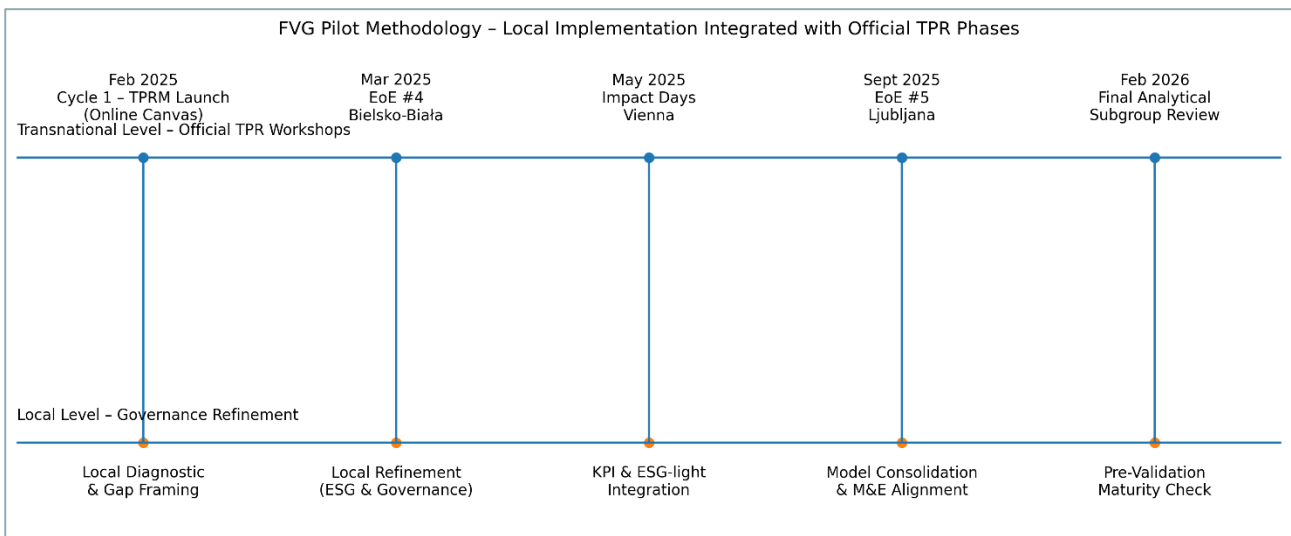 FVG Pilot Methodology – Local Implementation Integrated with Official TPR Phases
Feb 2025
Cycle 1 – TPRM Launch
(Online Canvas)
Mar 2025
EoE #4
Bielsko-Biała
May 2025
Impact Days
Vienna
Sept 2025
EoE #5
Ljubljana
Feb 2026
Final Analytical
Subgroup Review
Transnational Level – Official TPR Workshops
Local Level – Governance Refinement
Local Diagnostic
& Gap Framing
Local Refinement
(ESG & Governance)
KPI & ESG-light
Integration
Model Consolidation
& M&E Alignment
Pre-Validation
Maturity Check